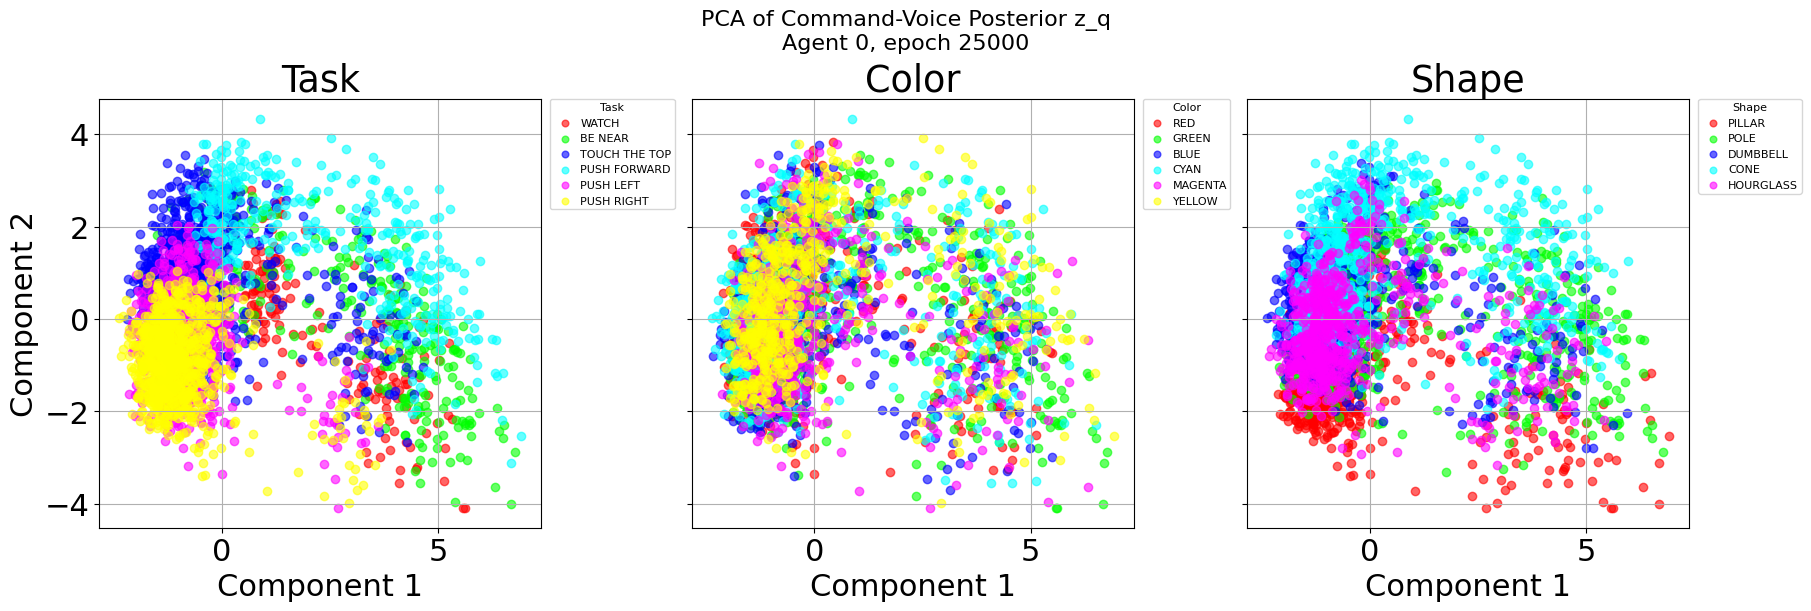 PCA of Command-Voice Posterior z_q
Agent 0, epoch 25000
Task
Color
Shape
Component 2
4
2
0
−2
−4
0
5
Component 1
Task
WATCH
BE NEAR
TOUCH THE TOP
PUSH FORWARD
PUSH LEFT
PUSH RIGHT
0
5
Component 1
Color
RED
GREEN
BLUE
CYAN
MAGENTA
YELLOW
0
5
Component 1
Shape
PILLAR
POLE
DUMBBELL
CONE
HOURGLASS